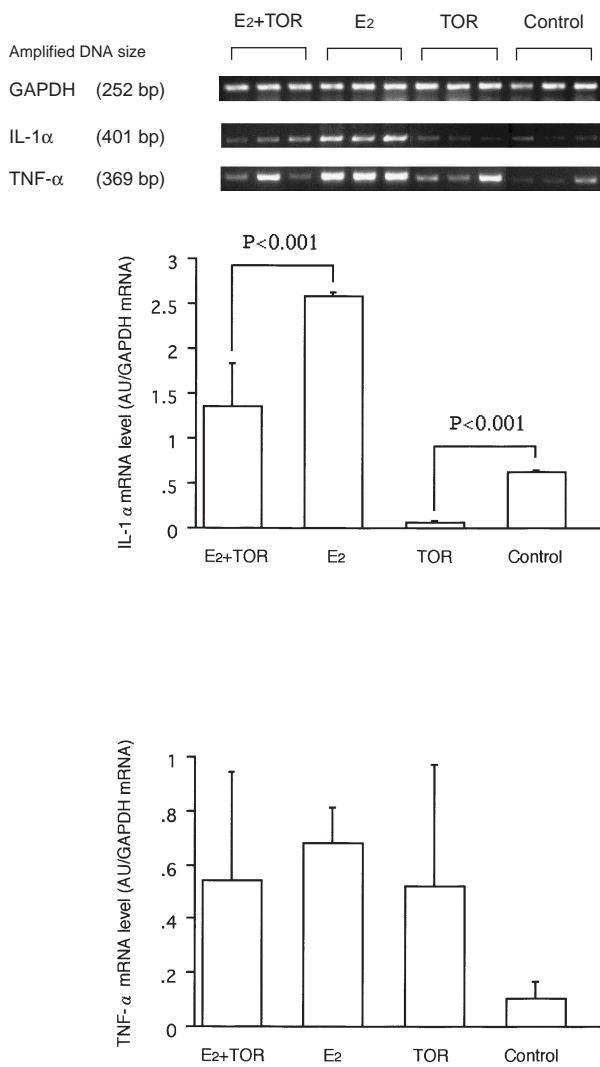 E2+TOR E2 TOR Control
Amplified DNA size
GAPDH (252 bp)
IL-1α (401 bp)
TNF-α (369 bp)
IL-1 α mRNA level (AU/GAPDH mRNA)
P<0.001
3
2.5
2
1.5
P<0.001
1
.5
0
E2+TOR E2 TOR Control
TNF- α mRNA level (AU/GAPDH mRNA)
1
.8
.6
.4
.2
0
E2+TOR E2 TOR Control